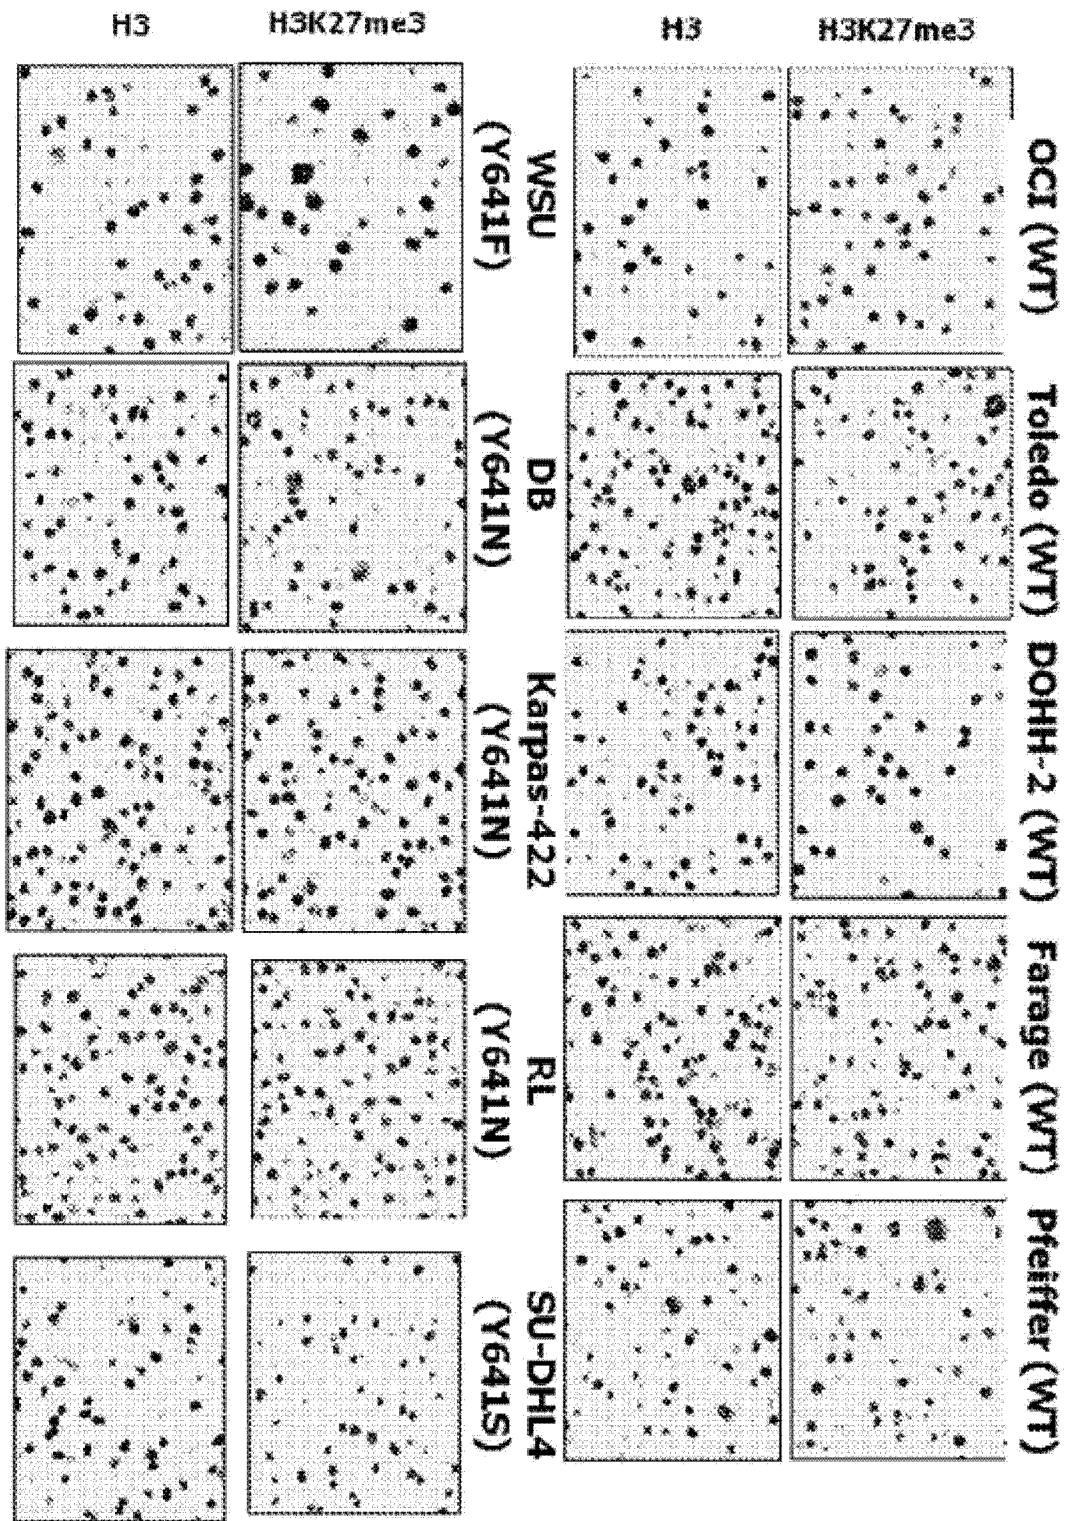 H3
H3K27me3
H3
H3K27me3
WSU
(Y641F)
OCI (WT)
DB
(Y641N)
Toledo (WT)
Karpas-422
(Y641N)
DOHH-2 (WT)
RL
(Y641N)
Farage (WT)
SU-DHL4
(Y641S)
Pfeiffer (WT)